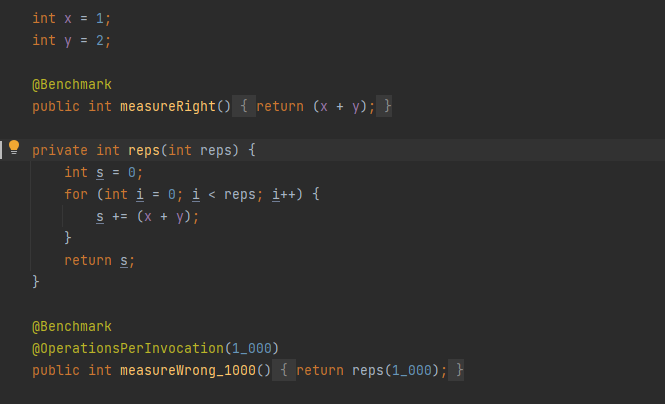 int x = 1;
int y = 2;
@Benchmark
public int measureRight() { return (x + y); }
private int reps(int reps) {
int s = 0;
for (int i = 0; i < reps; i++) {
s += (x + y);
}
return s;
}
@Benchmark
@OperationsPerInvocation(1_000)
public int measureWrong_1000() { return reps(1_000); }